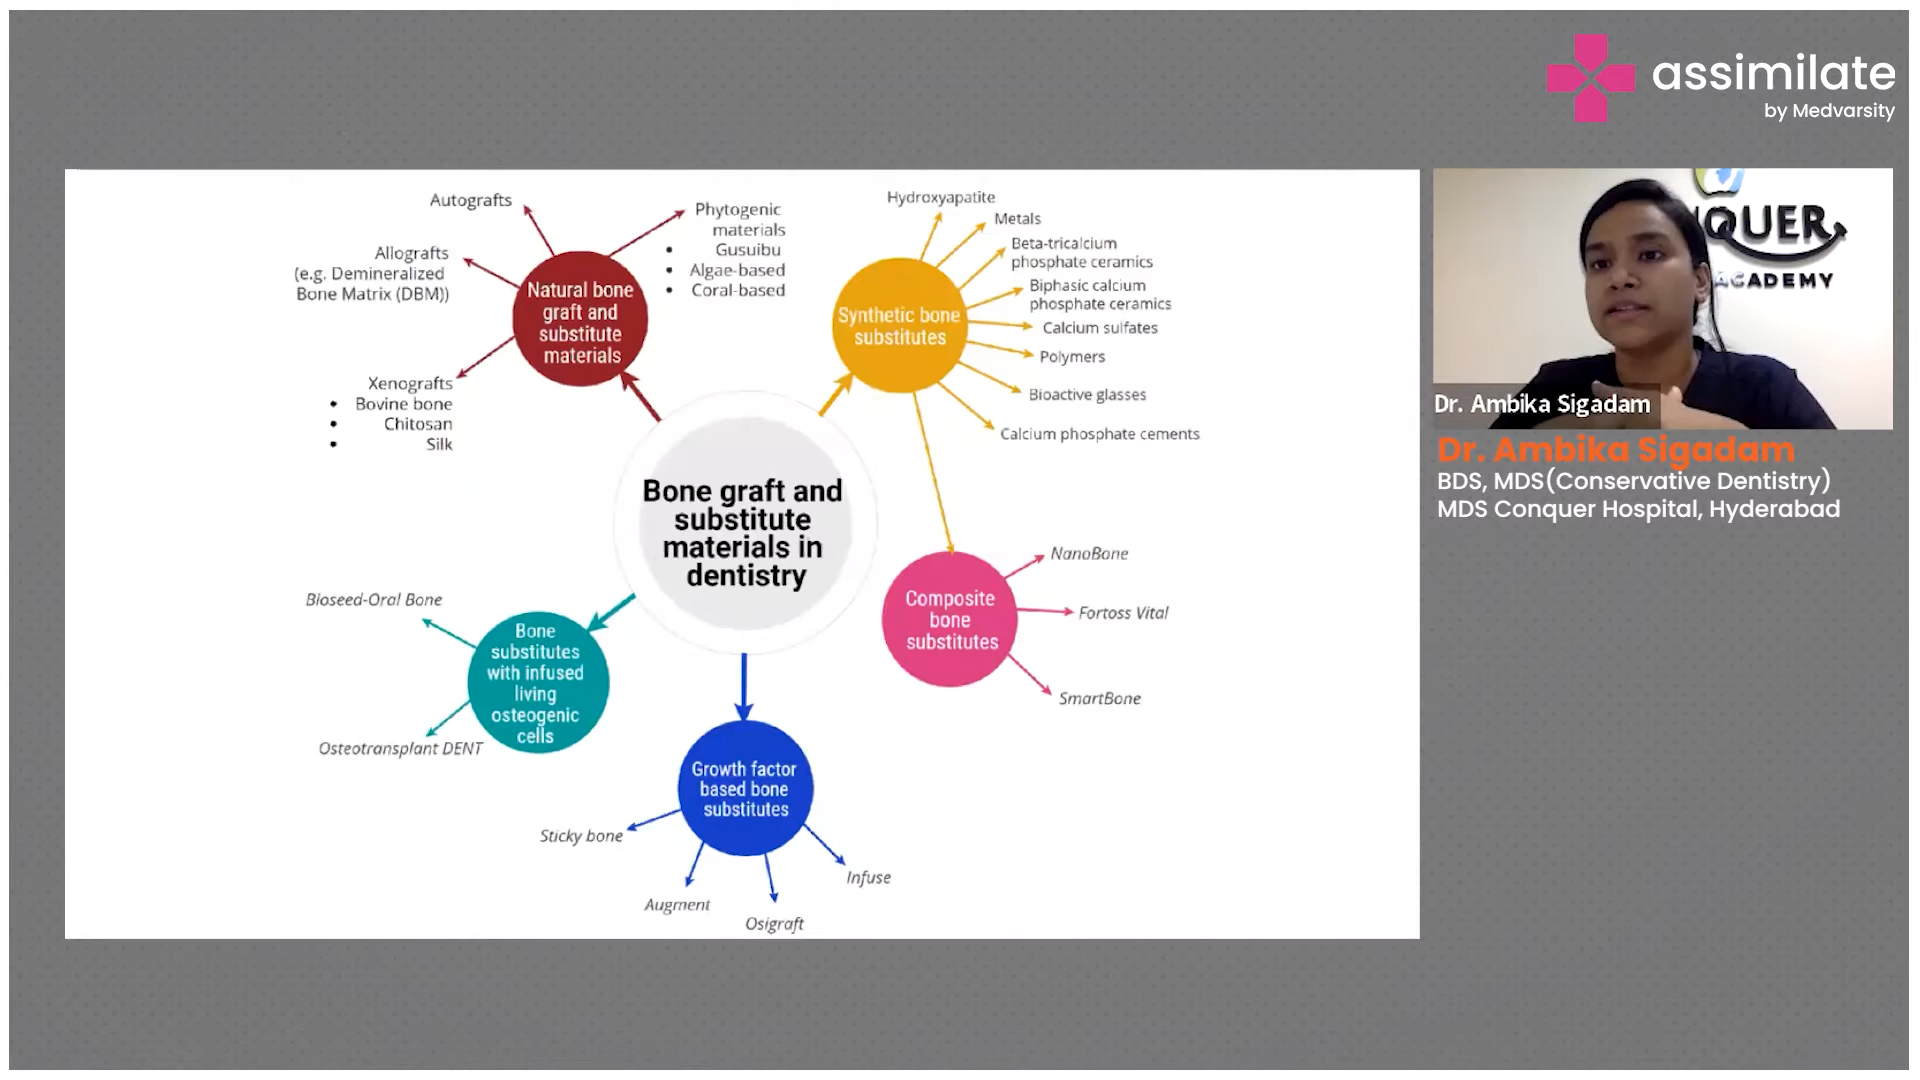 assimilate
by Medvarsity
Autografts
Allografts
(e.g. Demineralized
Bone Matrix (DBM))
Xenografts
• Bovine bone
• Chitosan
• Silk
Phytogenic
materials
• Gusuibu
• Algae-based
• Coral-based
Natural bone
graft and
substitute
materials
Hydroxyapatite
Metals
Beta-tricalcium
phosphate ceramics
Biphasic calcium
phosphate ceramics
Calcium sulfates
Polymers
Bioactive glasses
Calcium phosphate cements
Synthetic bone
substitutes
Bone graft and
substitute
materials in
dentistry
Composite
bone
substitutes
NanoBone
Fortoss Vital
SmartBone
Bioseed-Oral Bone
Osteotransplant DENT
Bone
substitutes
with infused
living
osteogenic
cells
Growth factor
based bone
substitutes
Sticky bone
Augment
Osigraft
Infuse
QUER
ACADEMY
Dr. Ambika Sigadam
Dr. Ambika Sigadam
BDS, MDS(Conservative Dentistry)
MDS Conquer Hospital, Hyderabad